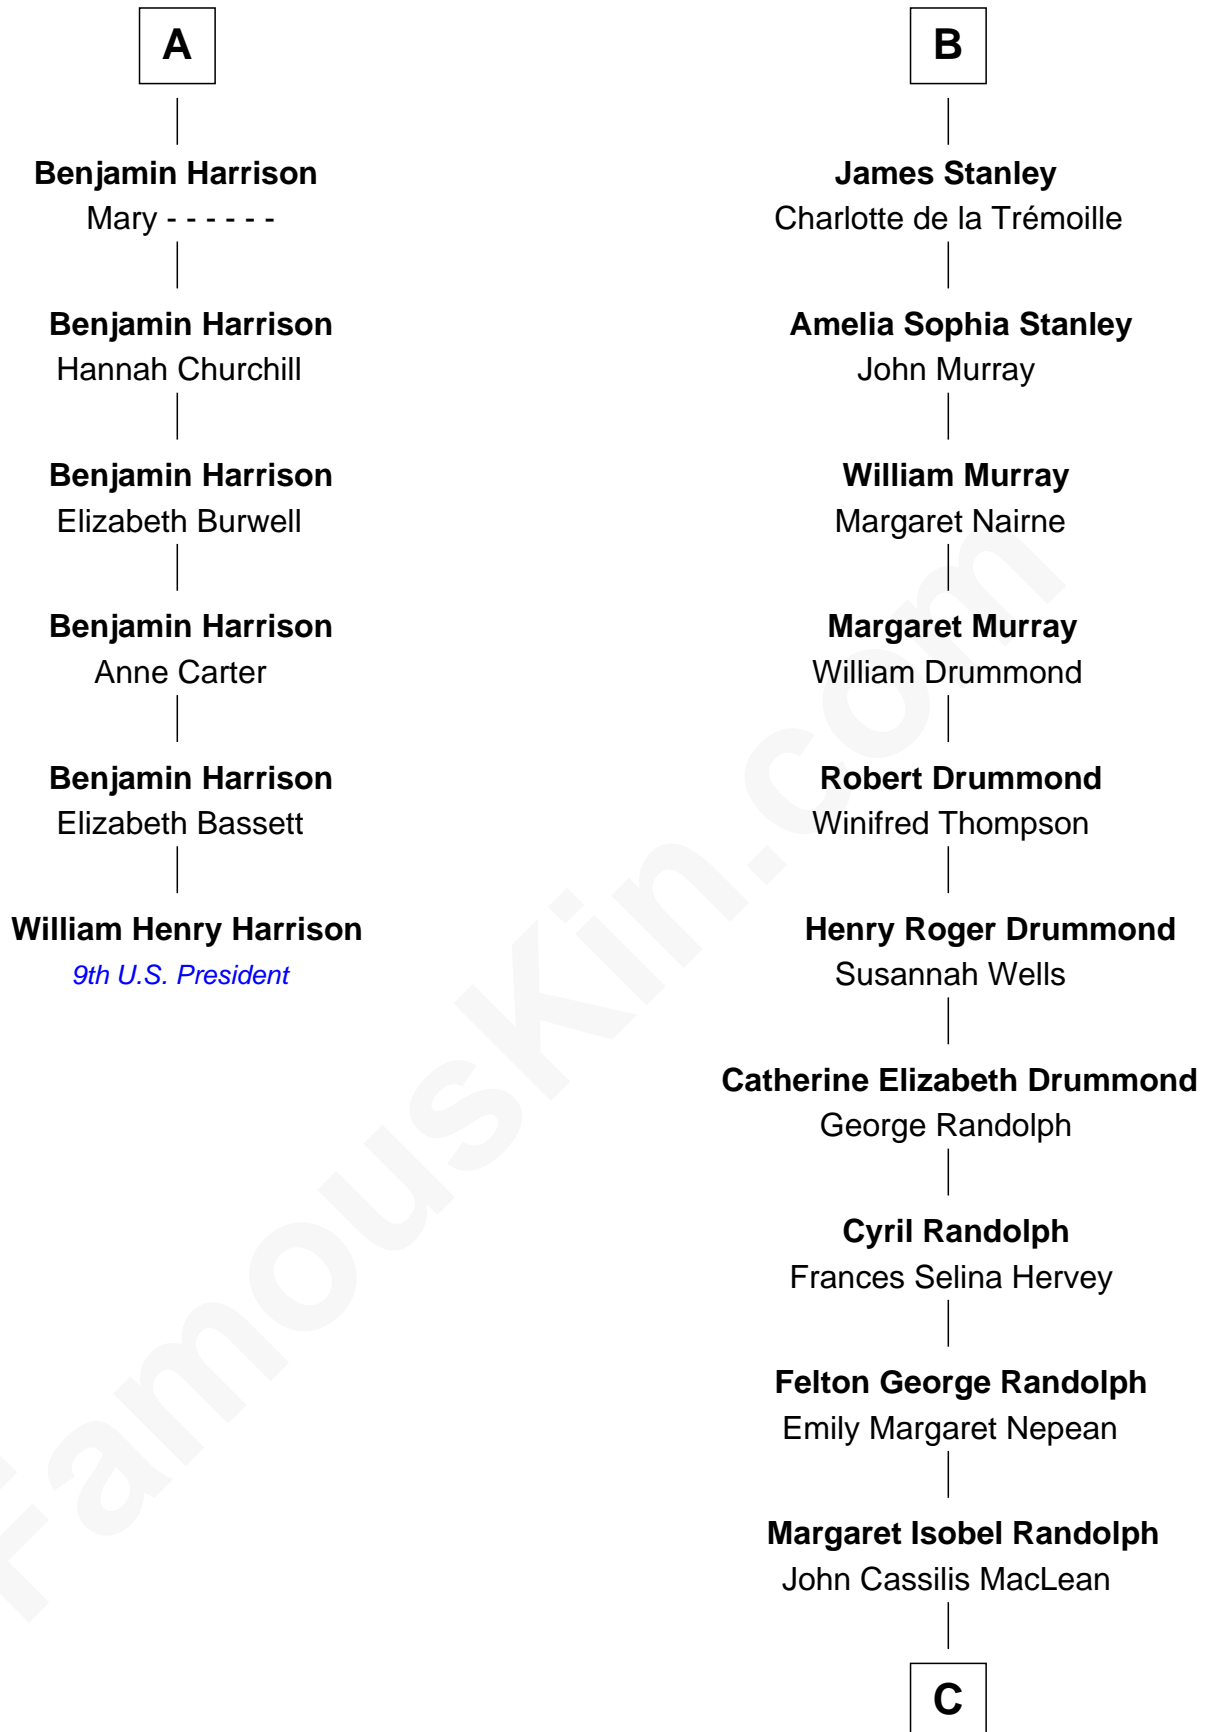 A
Benjamin Harrison
Mary - - - - - -
Benjamin Harrison
Hannah Churchill
Benjamin Harrison
Elizabeth Burwell
Benjamin Harrison
Anne Carter
Benjamin Harrison
Elizabeth Bassett
William Henry Harrison
9th U.S. President
B
James Stanley
Charlotte de la Trémoille
Amelia Sophia Stanley
John Murray
William Murray
Margaret Nairne
Margaret Murray
William Drummond
Robert Drummond
Winifred Thompson
Henry Roger Drummond
Susannah Wells
Catherine Elizabeth Drummond
George Randolph
Cyril Randolph
Frances Selina Hervey
Felton George Randolph
Emily Margaret Nepean
Margaret Isobel Randolph
John Cassilis MacLean
C
FamousKin.com